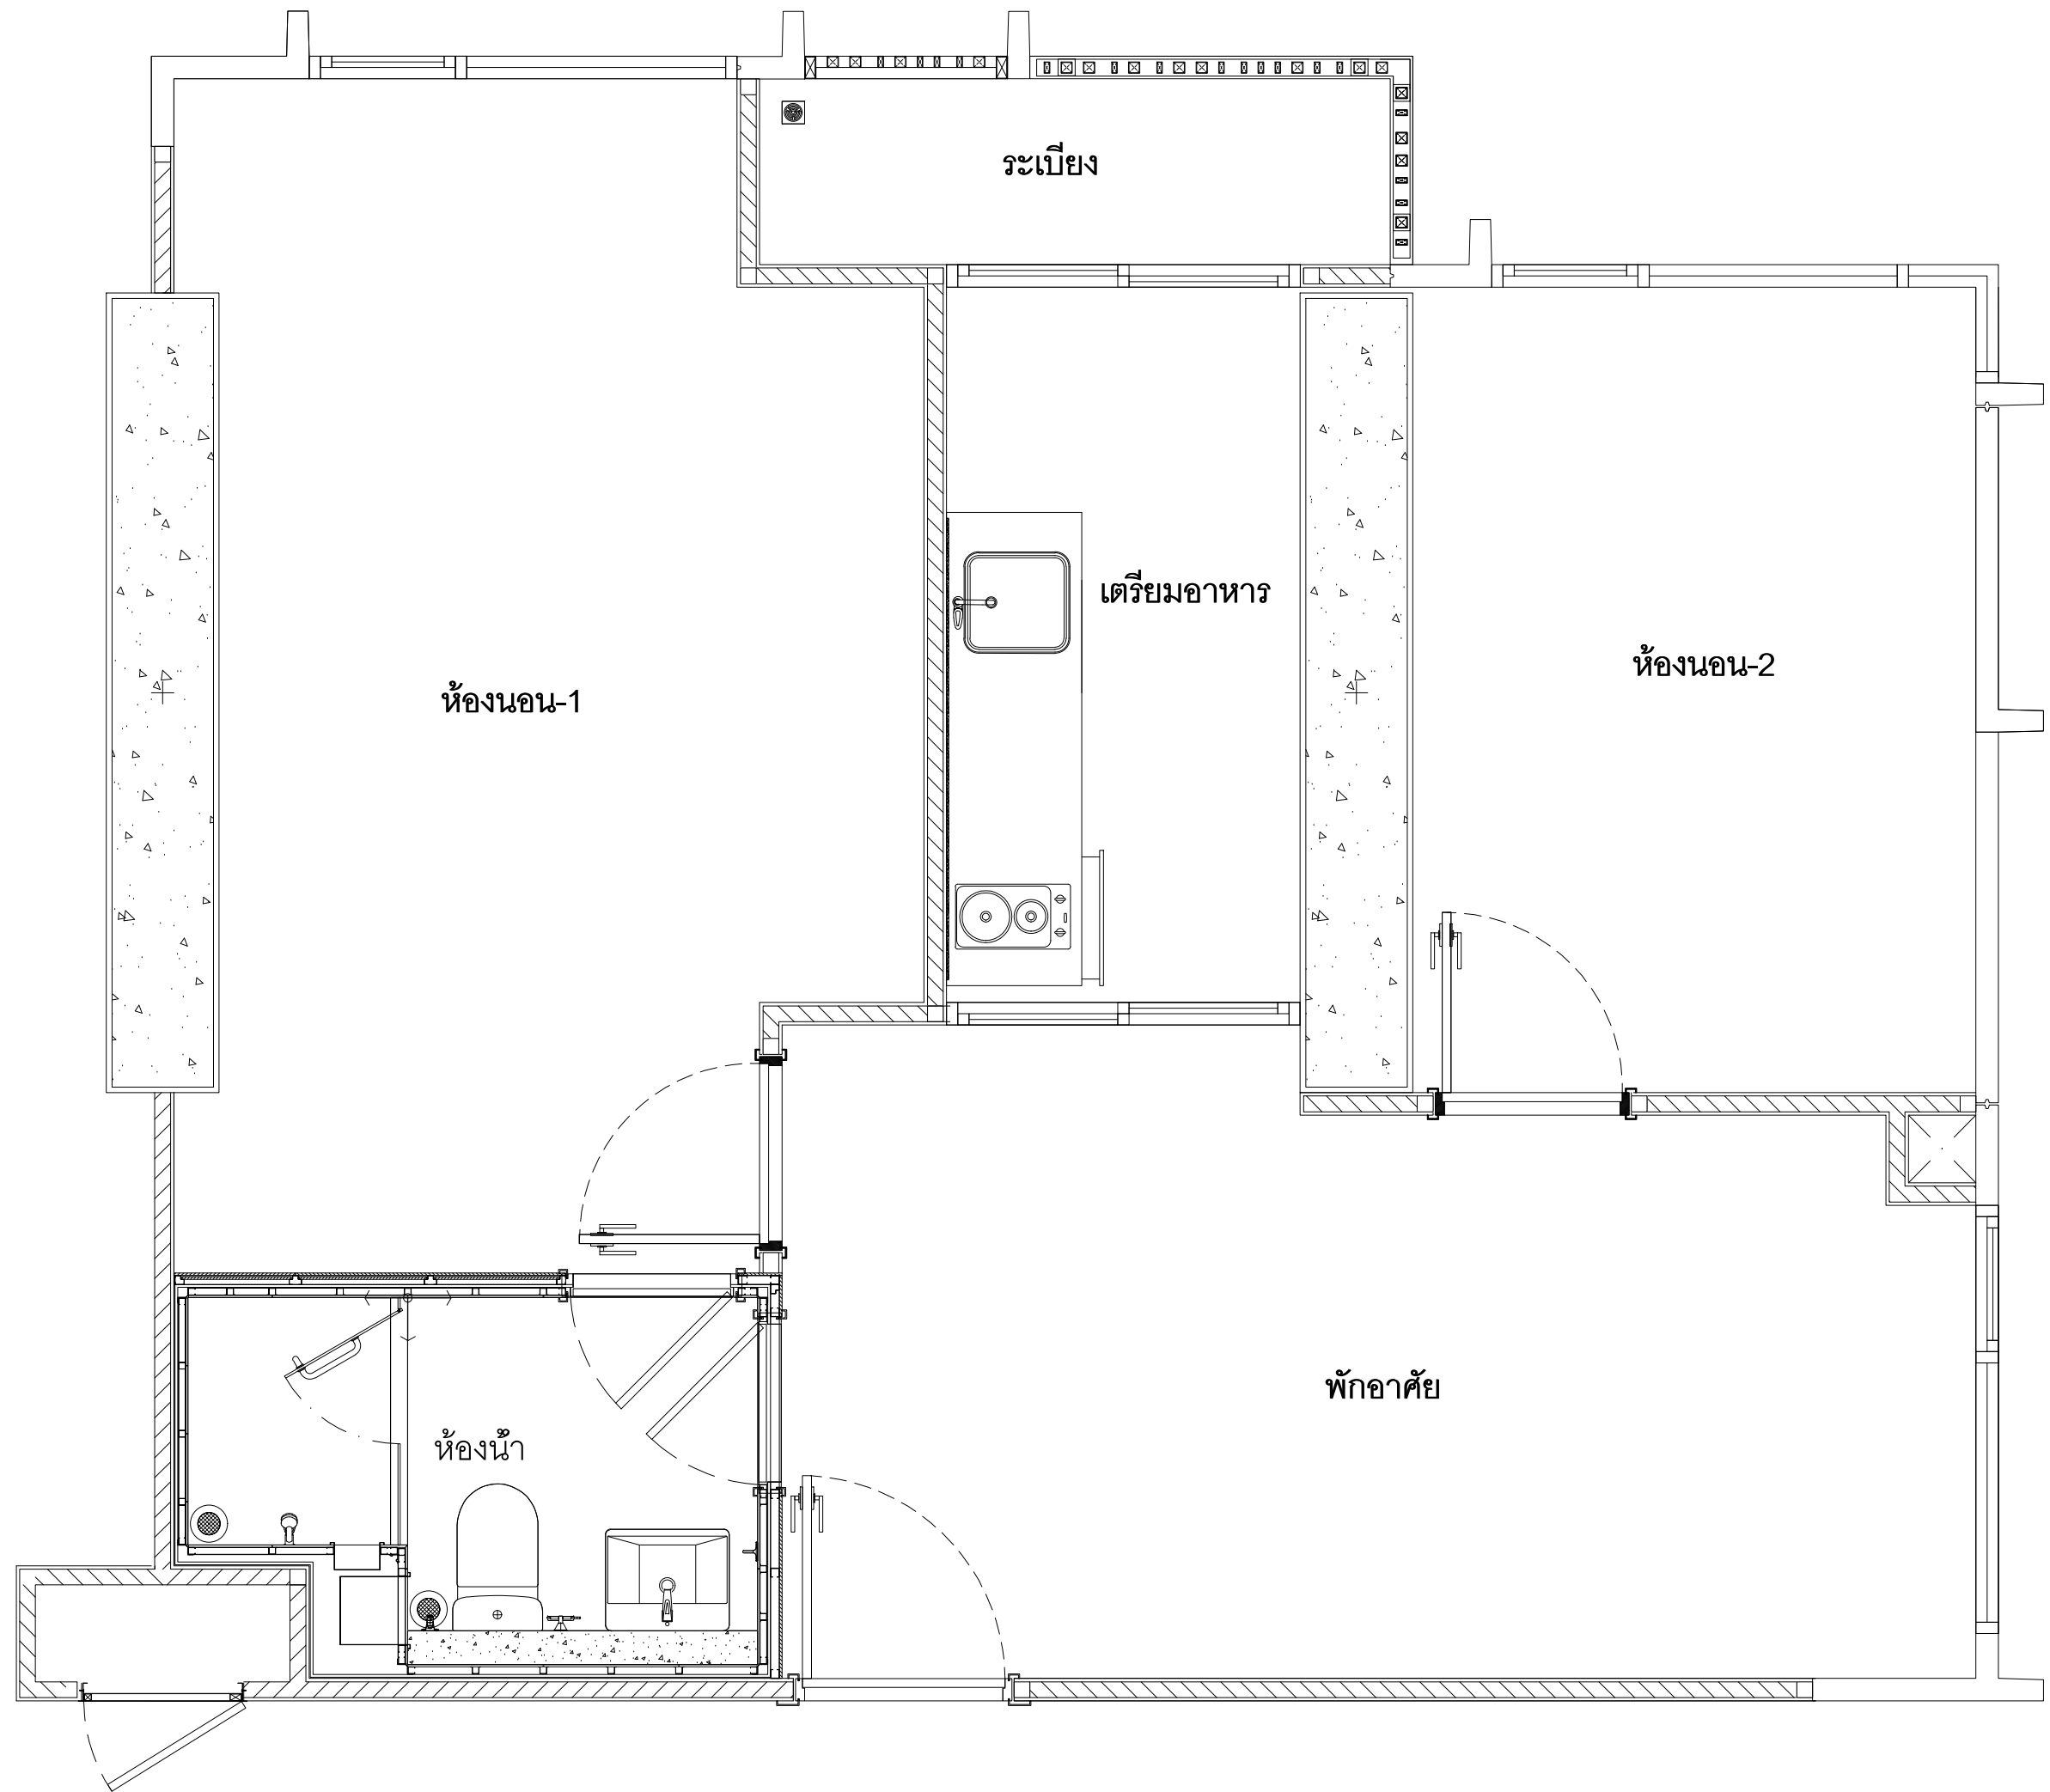 ระเบียง
เตรียมอาหาร
ห้องนอน-2
ห้องนอน-1
พักอาศัย
ห้องน้ำ